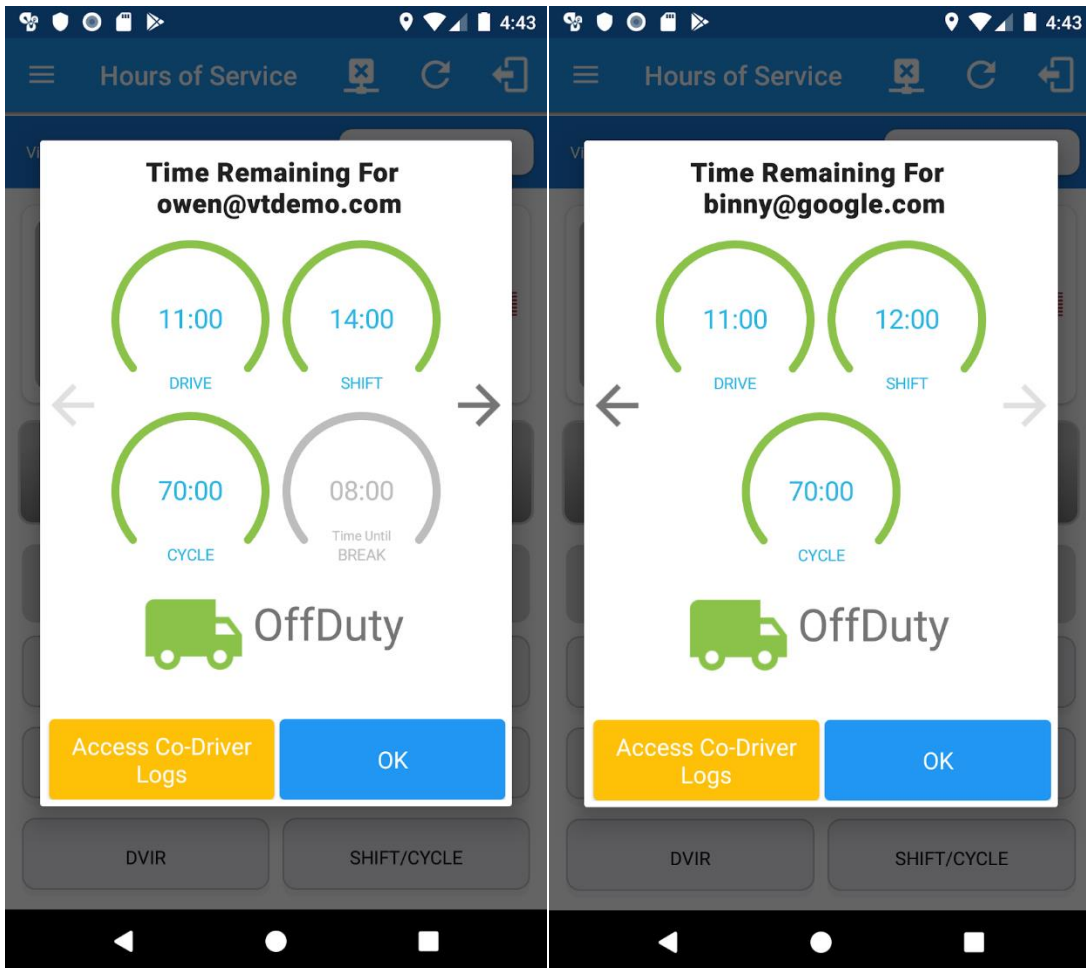 4:43
Hours of Service
Vi
Time Remaining For
owen@vtdemo.com
11:00
DRIVE
14:00
SHIFT
70:00
CYCLE
08:00
Time Until
BREAK
OffDuty
Access Co-Driver
Logs
OK
DVIR
SHIFT/CYCLE
4:43
Hours of Service
Vi
Time Remaining For
binny@google.com
11:00
DRIVE
12:00
SHIFT
70:00
CYCLE
OffDuty
Access Co-Driver
Logs
OK
DVIR
SHIFT/CYCLE